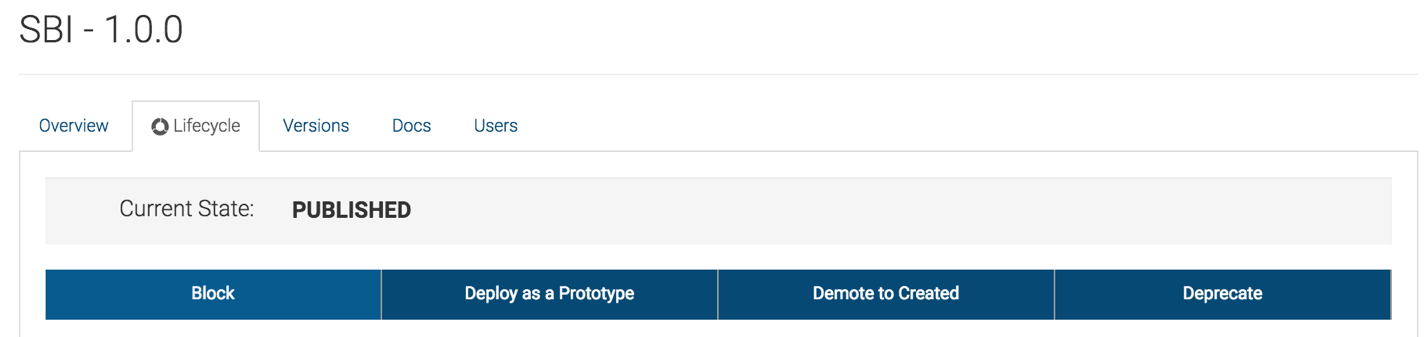 SBI - 1.0.0
Overview Lifecycle Versions Docs Users
Current State: PUBLISHED
Block Deploy as a Prototype Demote to Created Deprecate